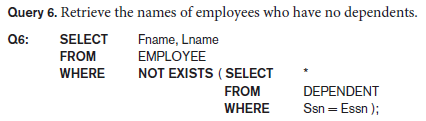 Query 6. Retrieve the names of employees who have no dependents.
Q6: SELECT Fname, Lname
FROM EMPLOYEE
WHERE NOT EXISTS ( SELECT *
FROM DEPENDENT
WHERE Ssn = Essn );